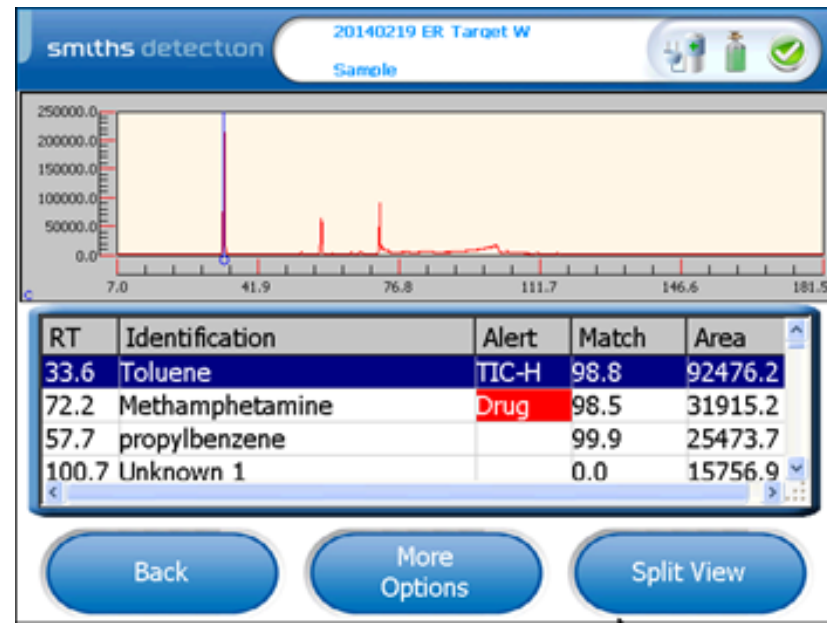 smiths detection
20140219 ER Target W
Sample
250000.0
200000.0
150000.0
100000.0
50000.0
0.0
7.0 41.9 76.8 111.7 146.6 181.5
c
RT Identification Alert Match Area
33.6 Toluene TIC-H 98.8 92476.2
72.2 Methamphetamine Drug 98.5 31915.2
57.7 propylbenzene 99.9 25473.7
100.7 Unknown 1 0.0 15756.9
Back
More
Options
Split View